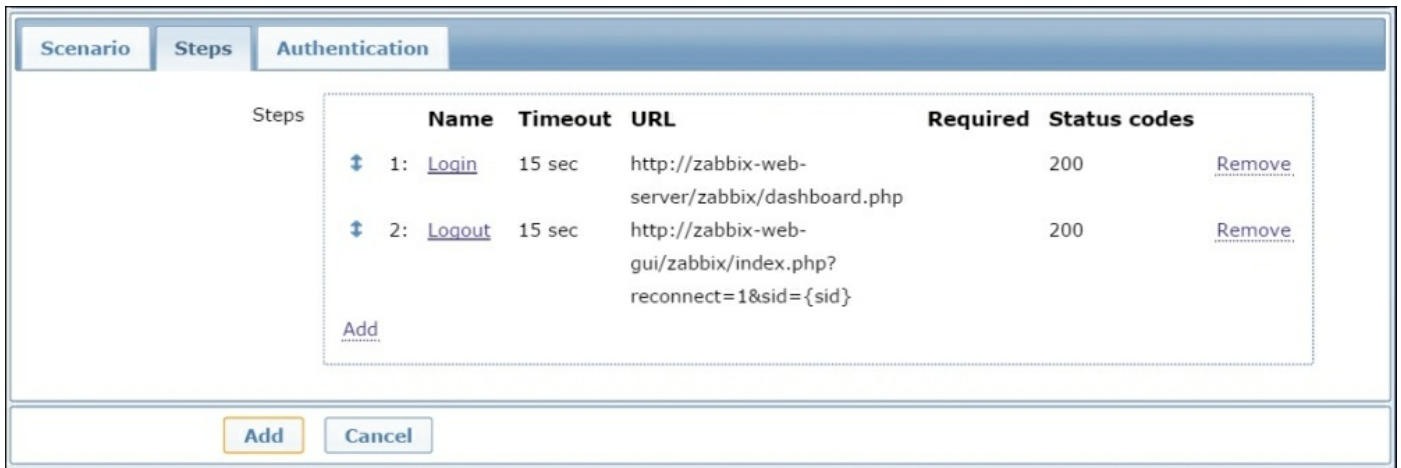 Scenario Steps Authentication
Steps Name Timeout URL Required Status codes
1: Login 15 sec http://zabbix-web- 200 Remove
server/zabbix/dashboard.php
2: Logout 15 sec http://zabbix-web- 200 Remove
gui/zabbix/index.php?
reconnect=1&sid={sid}
Add
Add Cancel